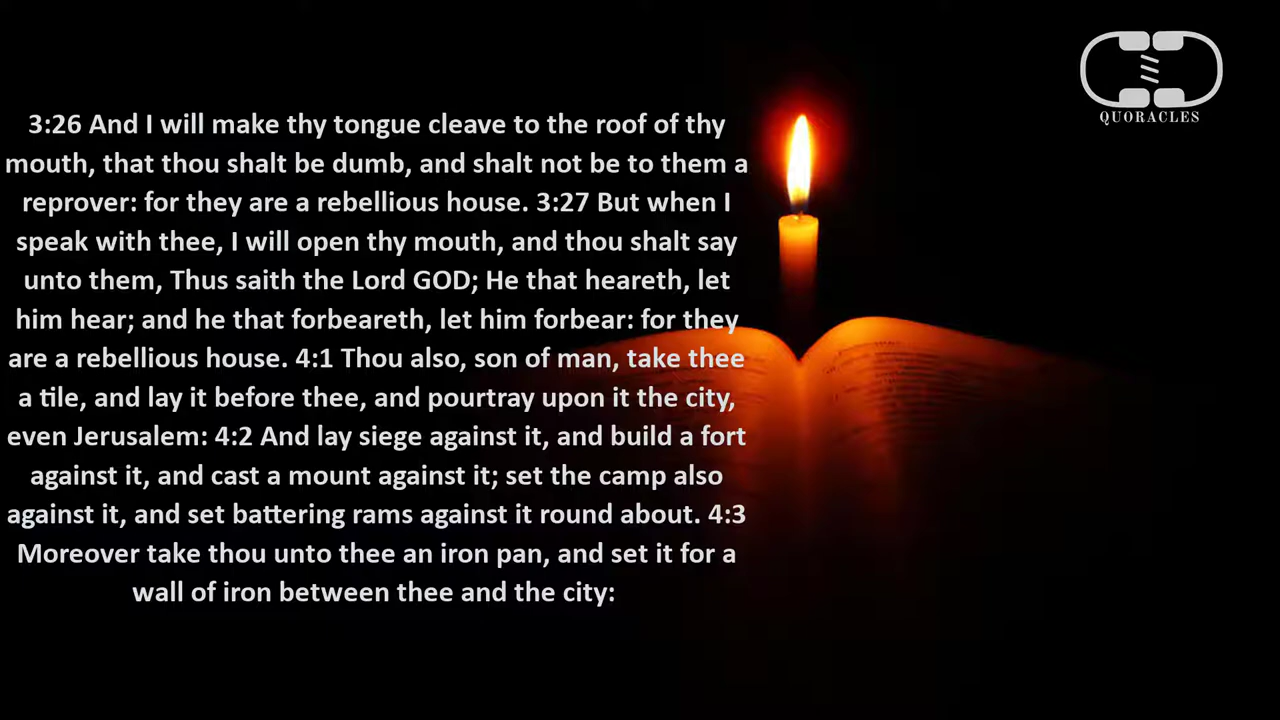 QUORACLES
3:26 And I will make thy tongue cleave to the roof of thy
mouth, that thou shalt be dumb, and shalt not be to them a
reprover: for they are a rebellious house. 3:27 But when I
speak with thee, I will open thy mouth, and thou shalt say
unto them, Thus saith the Lord GOD; He that heareth, let
him hear; and he that forbeareth, let him forbear: for they
are a rebellious house. 4:1 Thou also, son of man, take thee
a tile, and lay it before thee, and pourtray upon it the city,
even Jerusalem: 4:2 And lay siege against it, and build a fort
against it, and cast a mount against it; set the camp also
against it, and set battering rams against it round about. 4:3
Moreover take thou unto thee an iron pan, and set it for a
wall of iron between thee and the city: